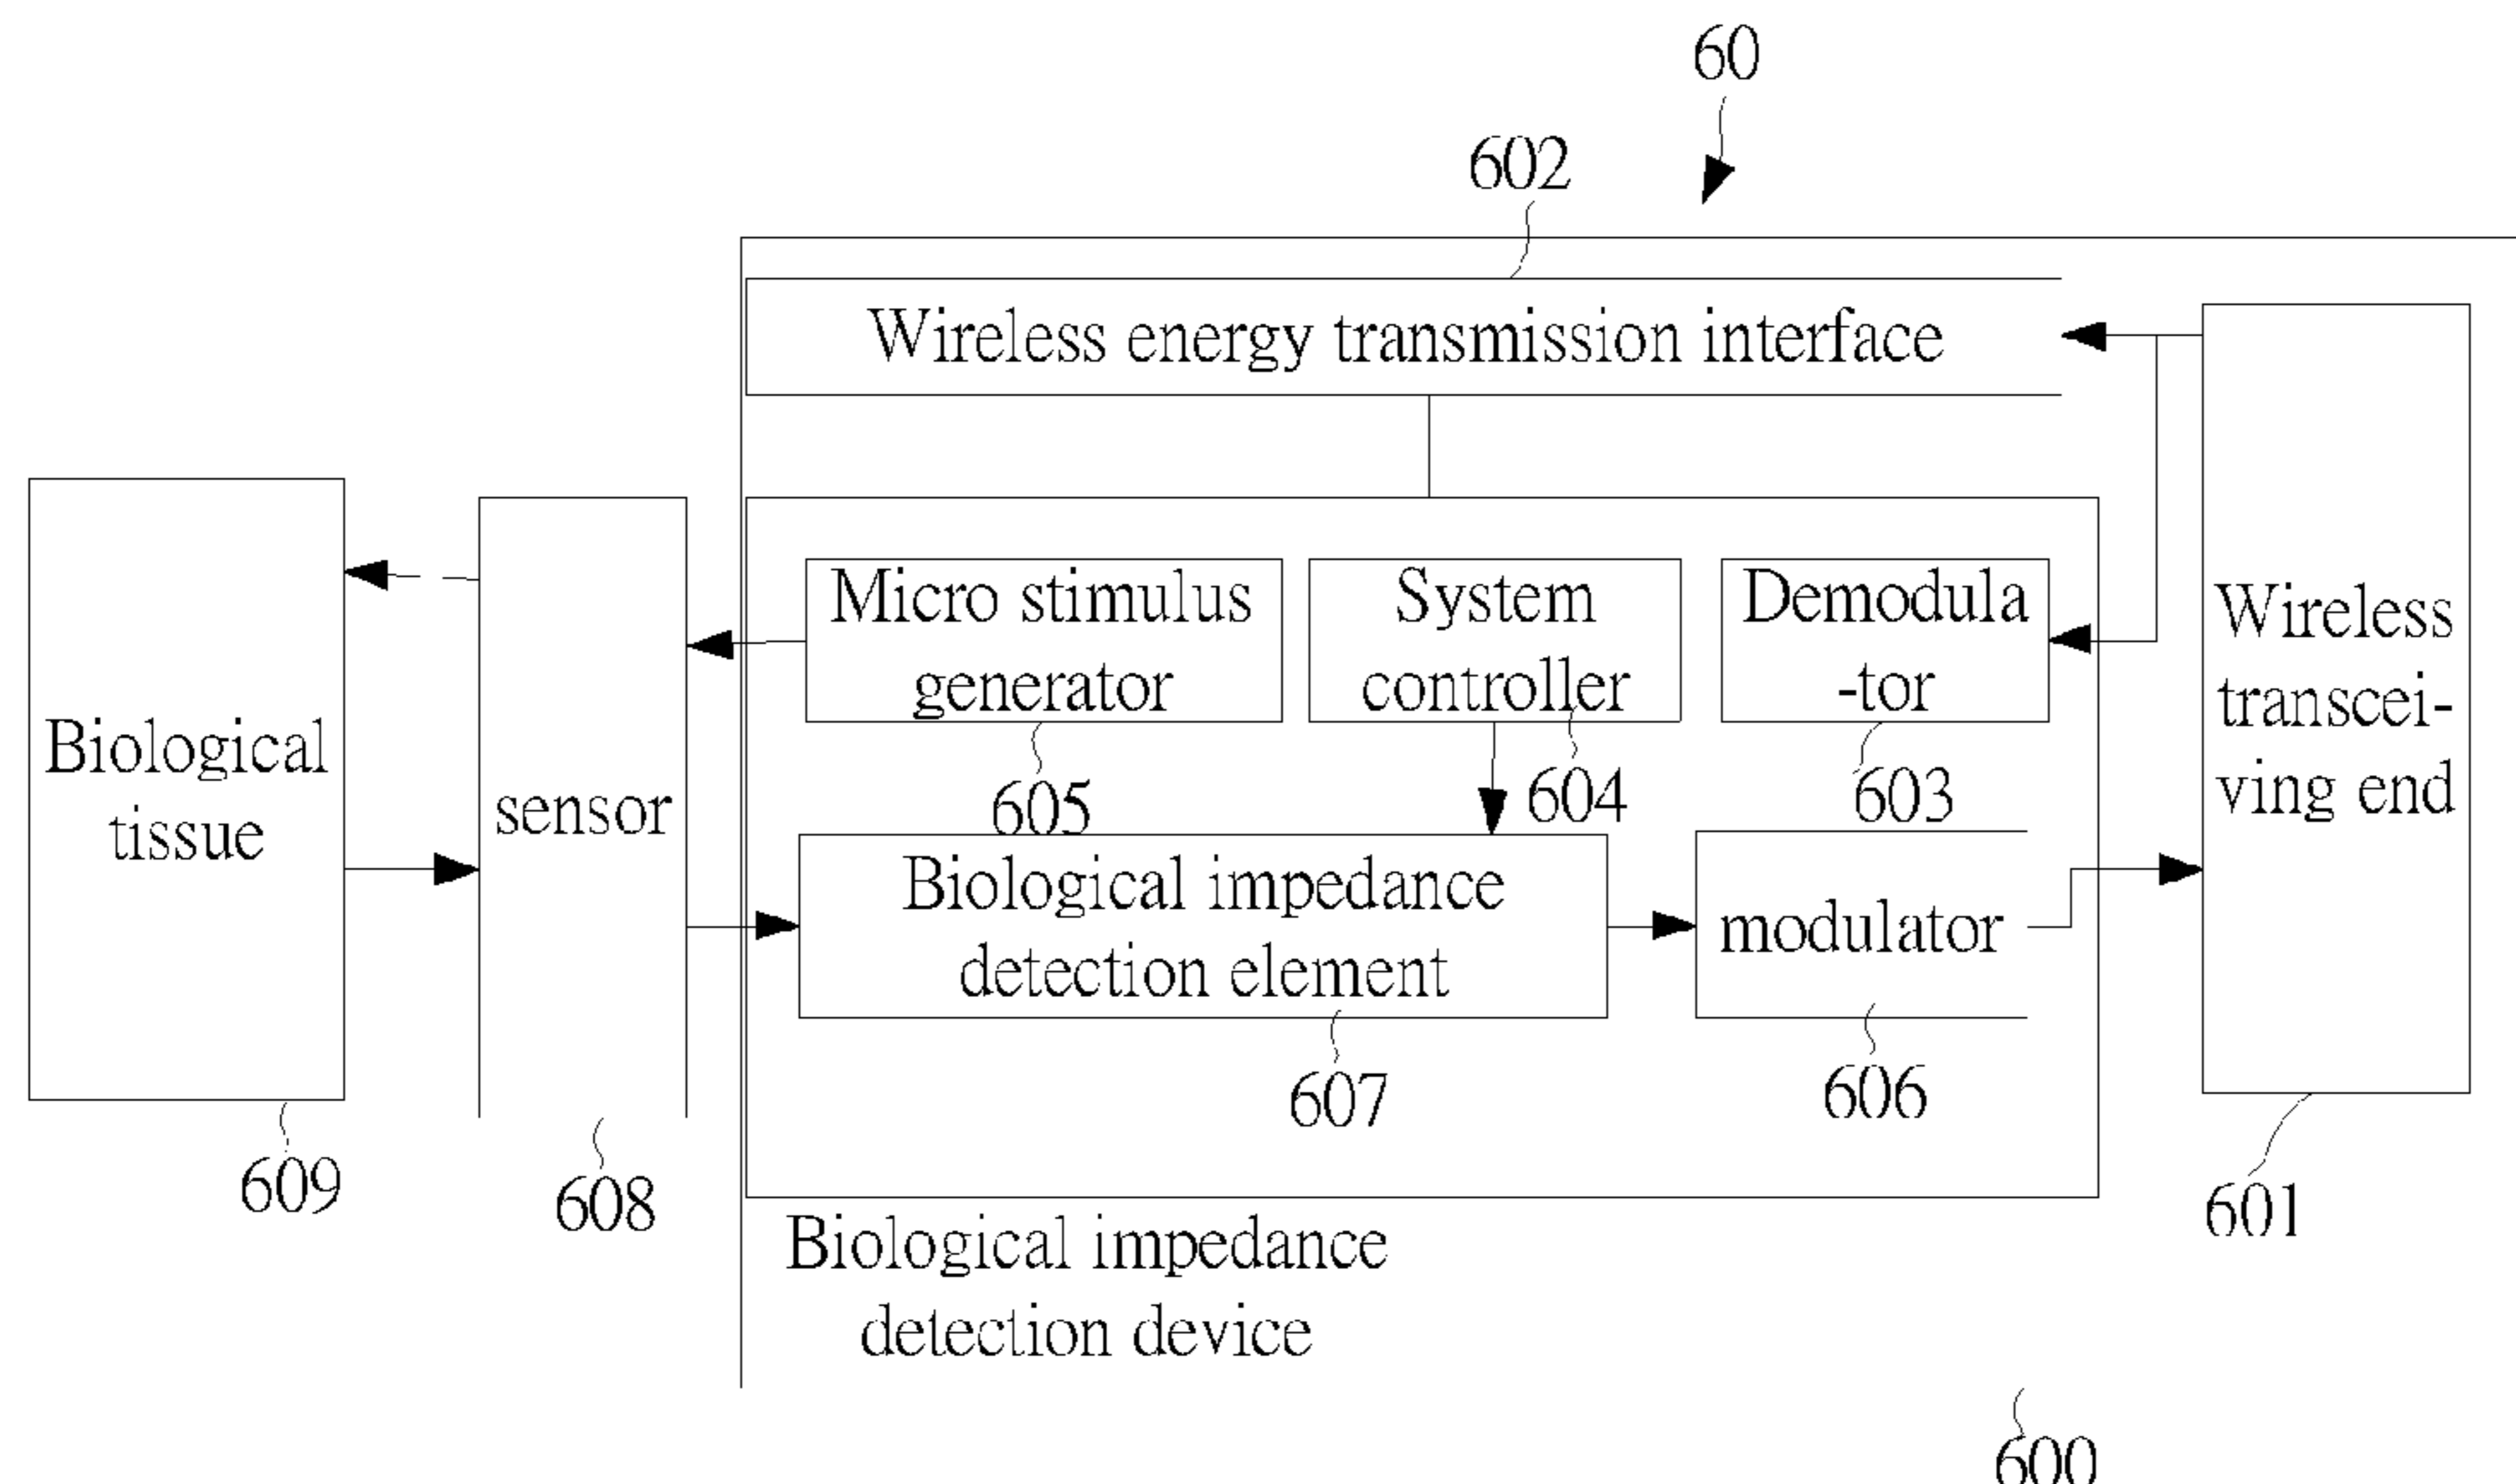 60
602
Wireless energy transmission interface
Micro stimulus
generator
605
System
controller
604
Demodula
-tor
603
Wireless
transcei-
ving end
601
Biological
tissue
609
sensor
608
Biological impedance
detection element
607
modulator
606
Biological impedance
detection device
600